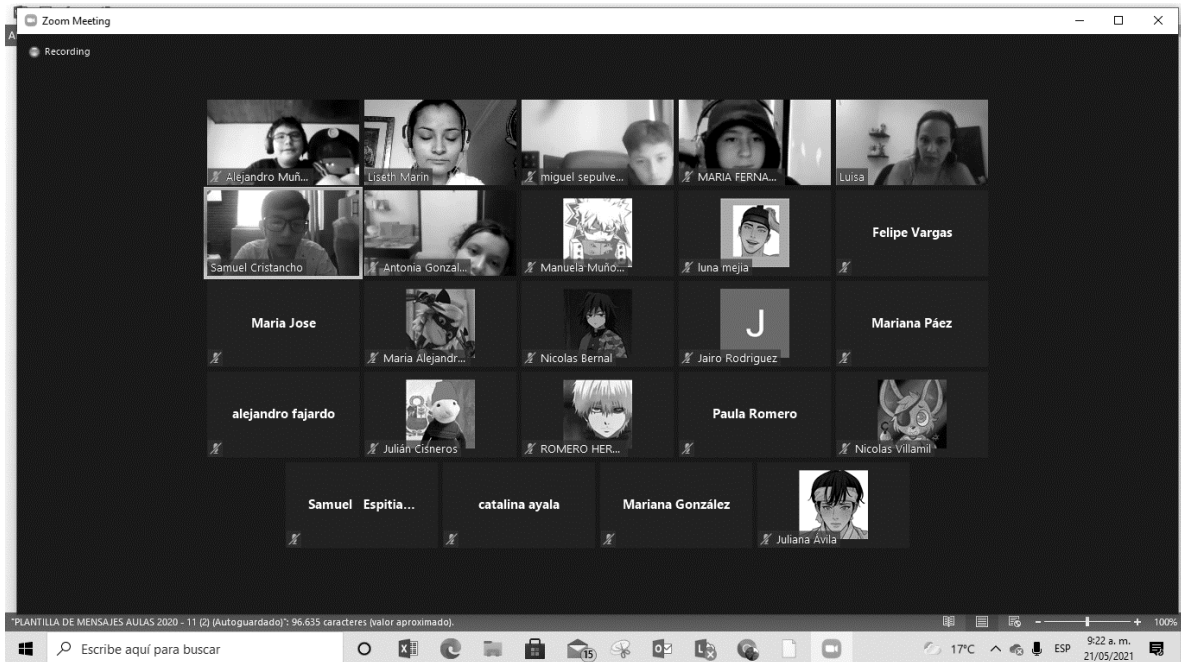 Zoom Meeting
Recording
Alejandro Muñ...
Liseth Marin
miguel sepulve...
MARIA FERNA...
Luisa
Samuel Cristancho
Antonia Gonzal...
Manuela Muño...
luna mejia
Felipe Vargas
Maria Jose
Maria Alejandr...
Nicolas Bernal
J
Jairo Rodriguez
Mariana Páez
alejandro fajardo
Julián Cisneros
ROMERO HER...
Paula Romero
Nicolas Villamil
Samuel Espitia...
catalina ayala
Mariana González
Juliana Ávila
"PLANTILLA DE MENSAJES AULAS 2020 - 11 (2) (Autoguardado)": 96.635 caracteres (valor aproximado).
100%
Escribe aquí para buscar
15
17°C
ESP
9:22 a. m.
21/05/2021